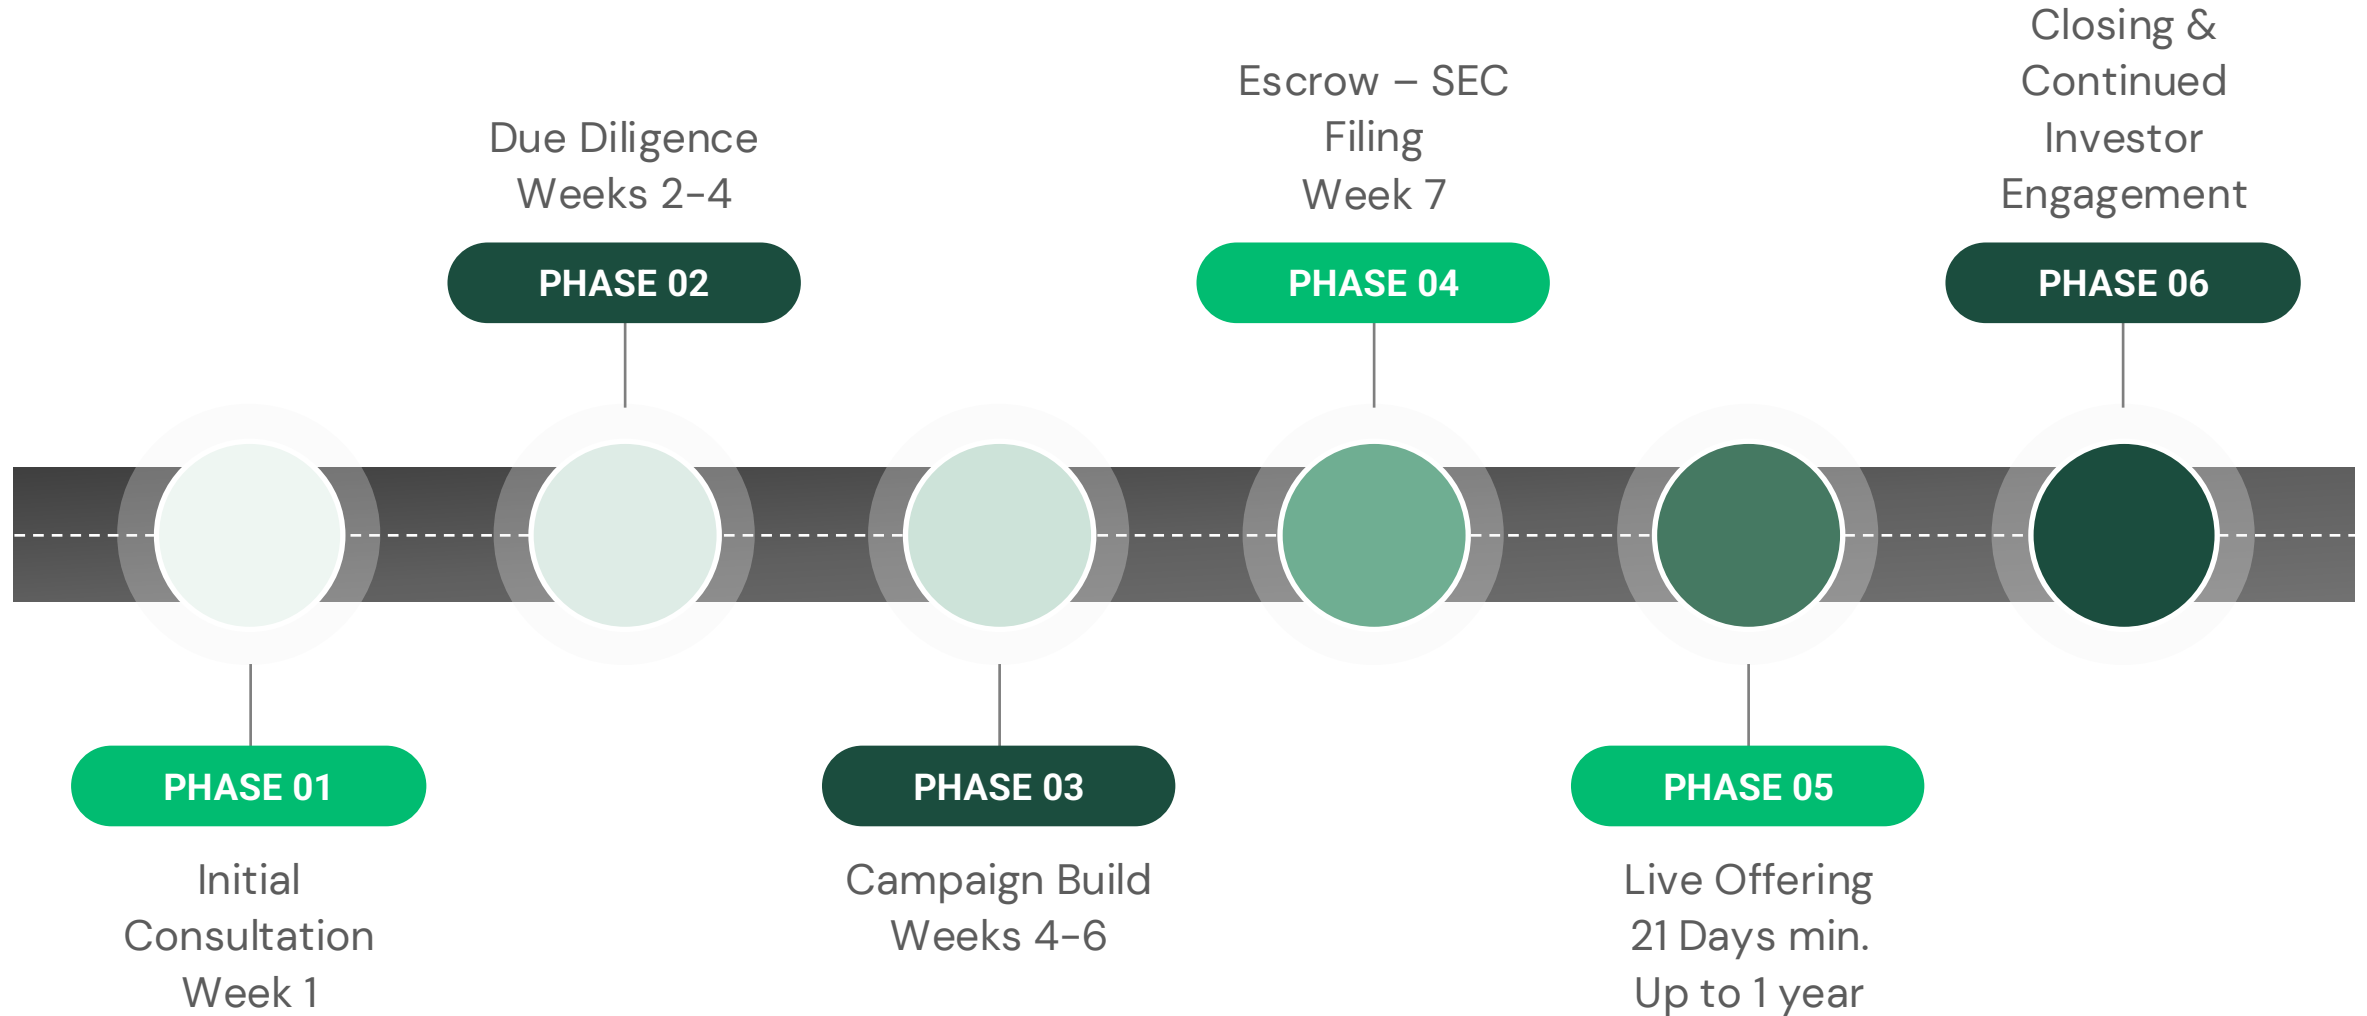 PHASE 01
Initial
Consultation
Week 1
Due Diligence
Weeks 2-4
PHASE 02
PHASE 03
Campaign Build
Weeks 4-6
Escrow – SEC
Filing
Week 7
PHASE 04
PHASE 05
Live Offering
21 Days min.
Up to 1 year
Closing &
Continued
Investor
Engagement
PHASE 06